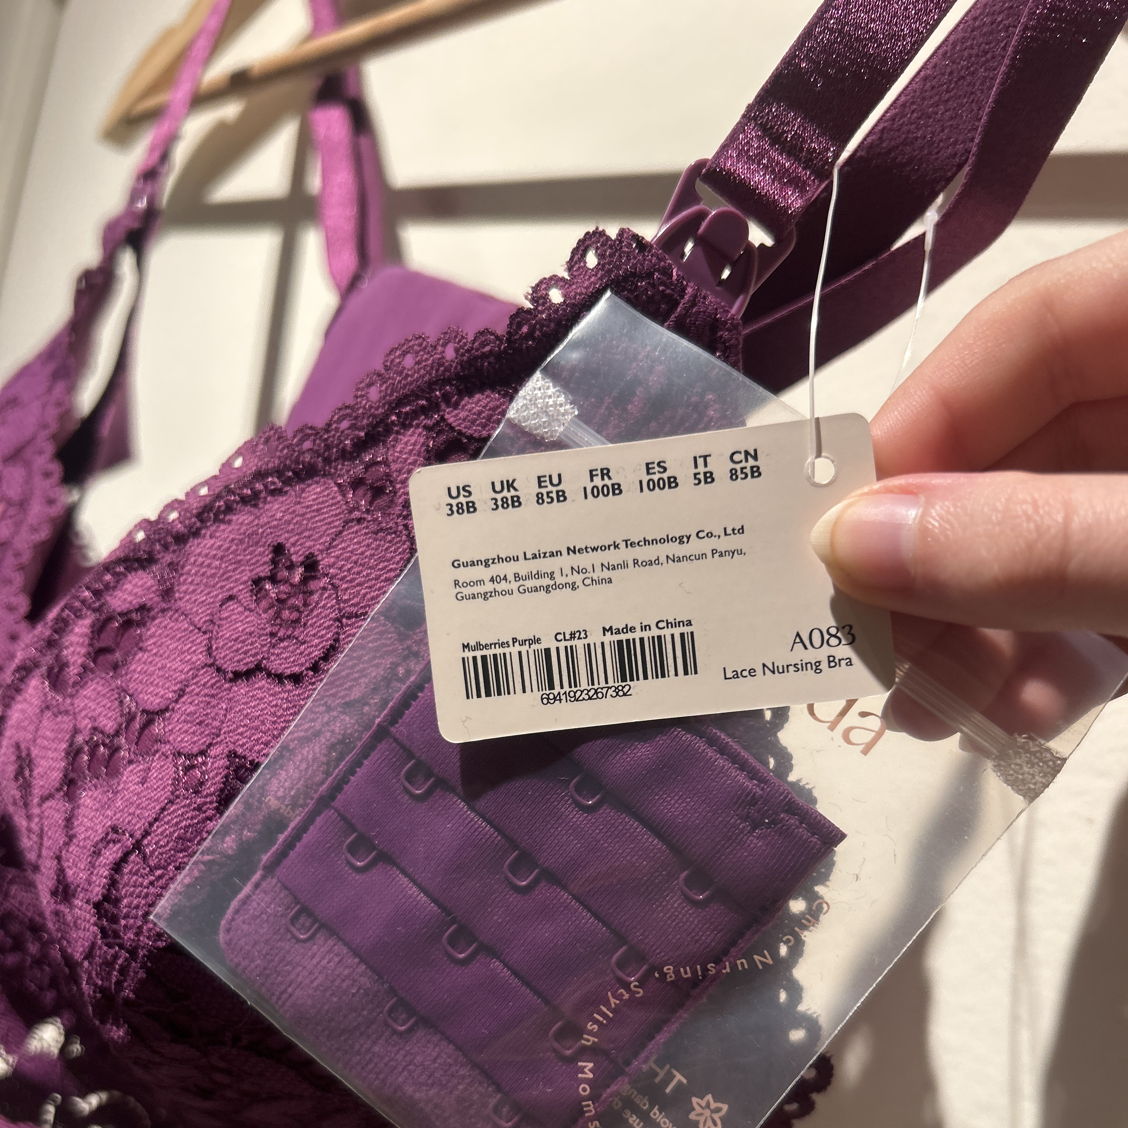 US UK EU FR ES IT CN
38B 38B 85B 100B 100B 5B 85B
Guangzhou Laizan Network Technology Co., Ltd
Room 404, Building 1, No.1 Nanli Road, Nancun Panyu,
Guangzhou Guangdong, China
Mulberries Purple CL#23 Made in China
6941923267382
A083
Lace Nursing Bra
Chic Nursing,
Stylish Moms